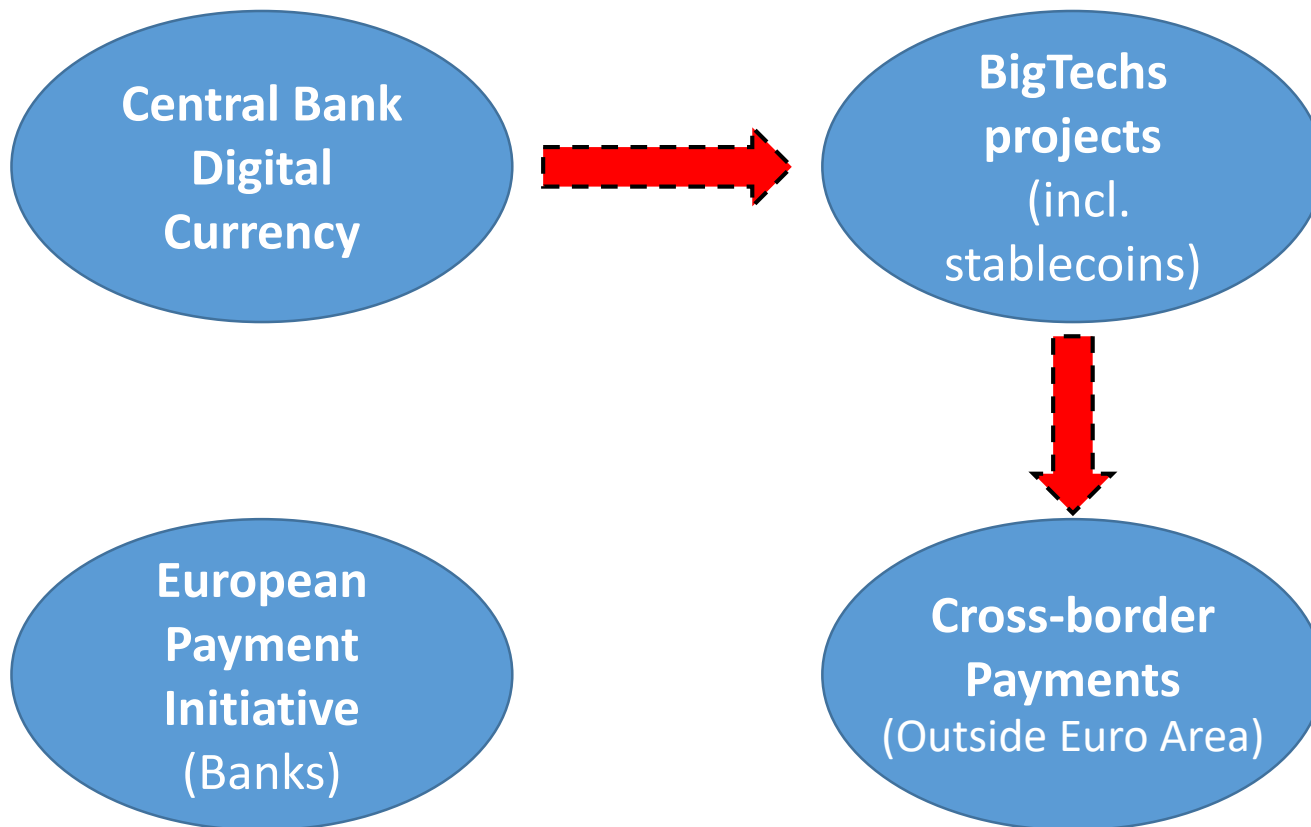 Central Bank
Digital
Currency
BigTechs
projects
(incl.
stablecoins)
European
Payment
Initiative
(Banks)
Cross-border
Payments
(Outside Euro Area)